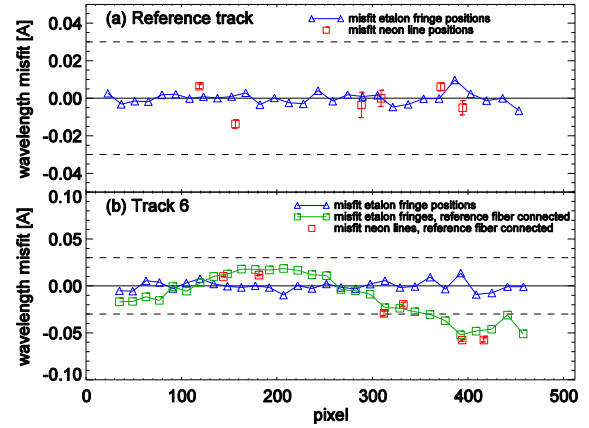 (a) Reference track
misfit etalon fringe positions
misfit neon line positions
wavelength misfit [A]
0.04
0.02
0.00
-0.02
-0.04
(b) Track 6
misfit etalon fringe positions
misfit etalon fringes, reference fiber connected
misfit neon lines, reference fiber connected
wavelength misfit [A]
0.10
0.05
0.00
-0.05
-0.10
0 100 200 300 400 500
pixel